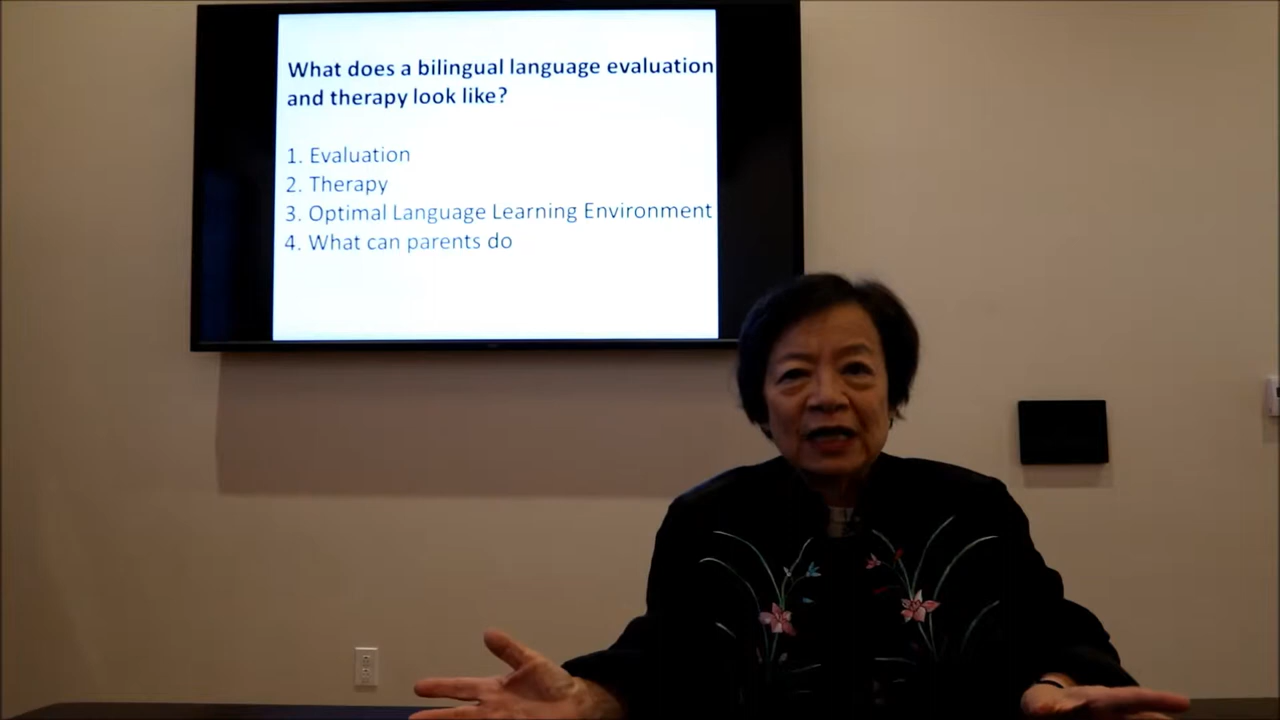 What does a bilingual language evaluation
and therapy look like?
1. Evaluation
2. Therapy
3. Optimal Language Learning Environment
4. What can parents do